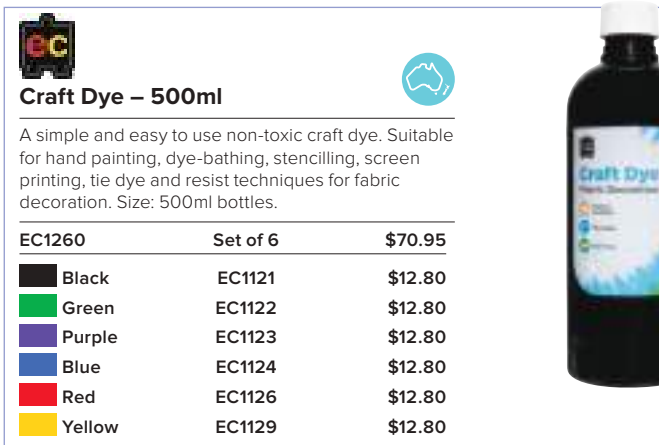 ec
Craft Dye – 500ml
A simple and easy to use non-toxic craft dye. Suitable
for hand painting, dye-bathing, stencilling, screen
printing, tie dye and resist techniques for fabric
decoration. Size: 500ml bottles.
EC1260 Set of 6 $70.95
Black EC1121 $12.80
Green EC1122 $12.80
Purple EC1123 $12.80
Blue EC1124 $12.80
Red EC1126 $12.80
Yellow EC1129 $12.80
Craft Dye